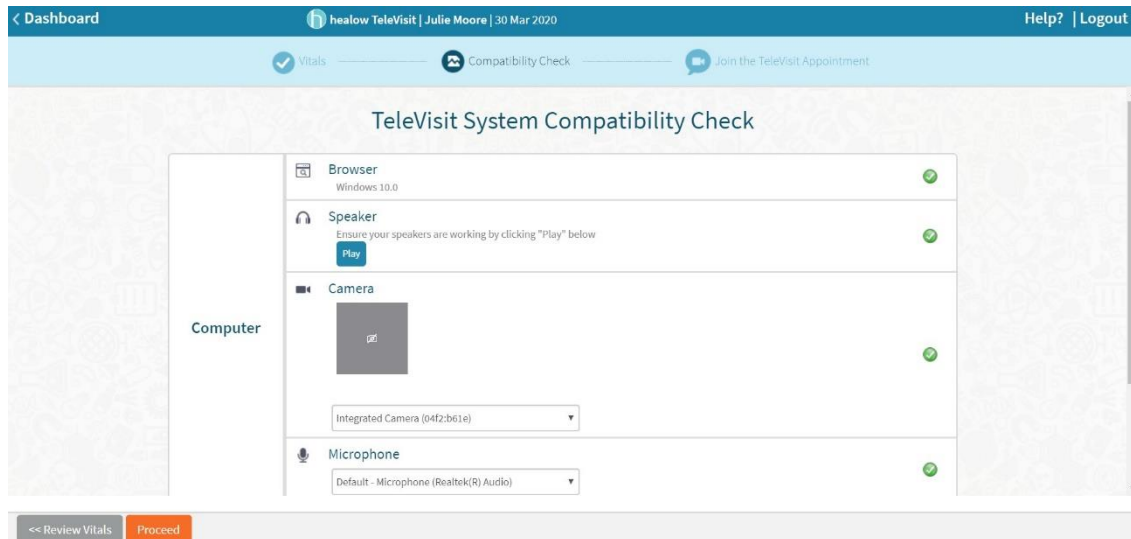 < Dashboard
healow TeleVisit | Julie Moore | 30 Mar 2020
Help? | Logout
Vitals
Compatibility Check
Join the TeleVisit Appointment
TeleVisit System Compatibility Check
Computer
Browser
Windows 10.0
Speaker
Ensure your speakers are working by clicking "Play" below
Play
Camera
Integrated Camera (04f2:b61e)
Microphone
Default - Microphone (Realtek(R) Audio)
<< Review Vitals
Proceed